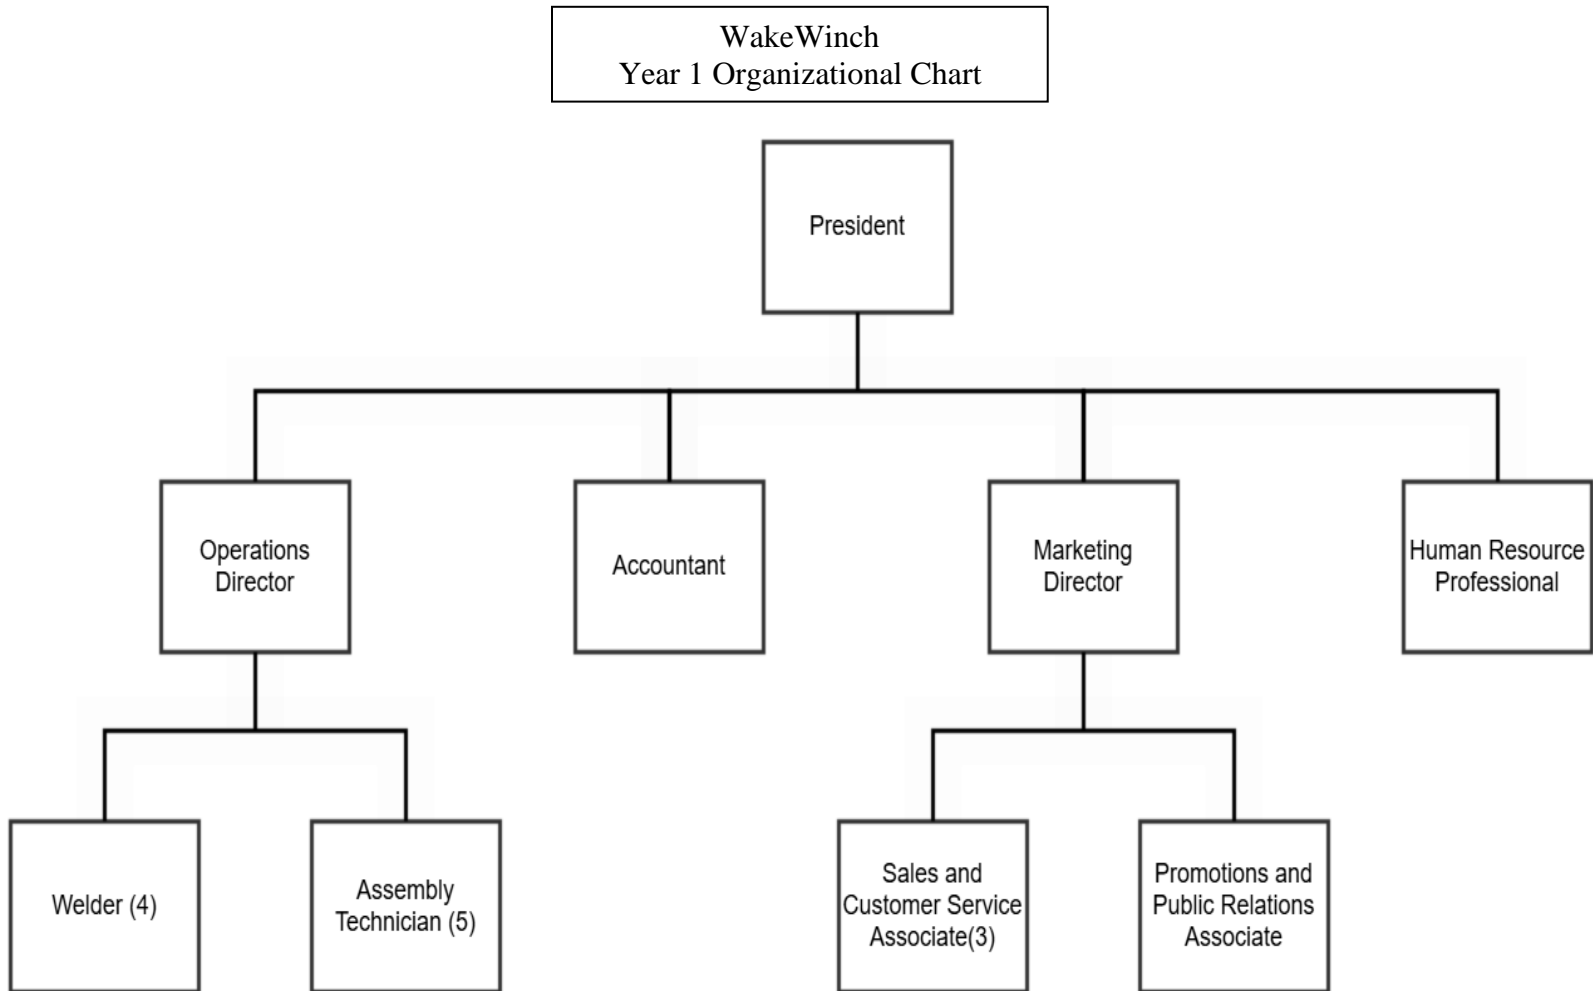 WakeWinch
Year 1 Organizational Chart
President
Operations
Director
Accountant
Marketing
Director
Human Resource
Professional
Welder (4)
Assembly
Technician (5)
Sales and
Customer Service
Associate(3)
Promotions and
Public Relations
Associate